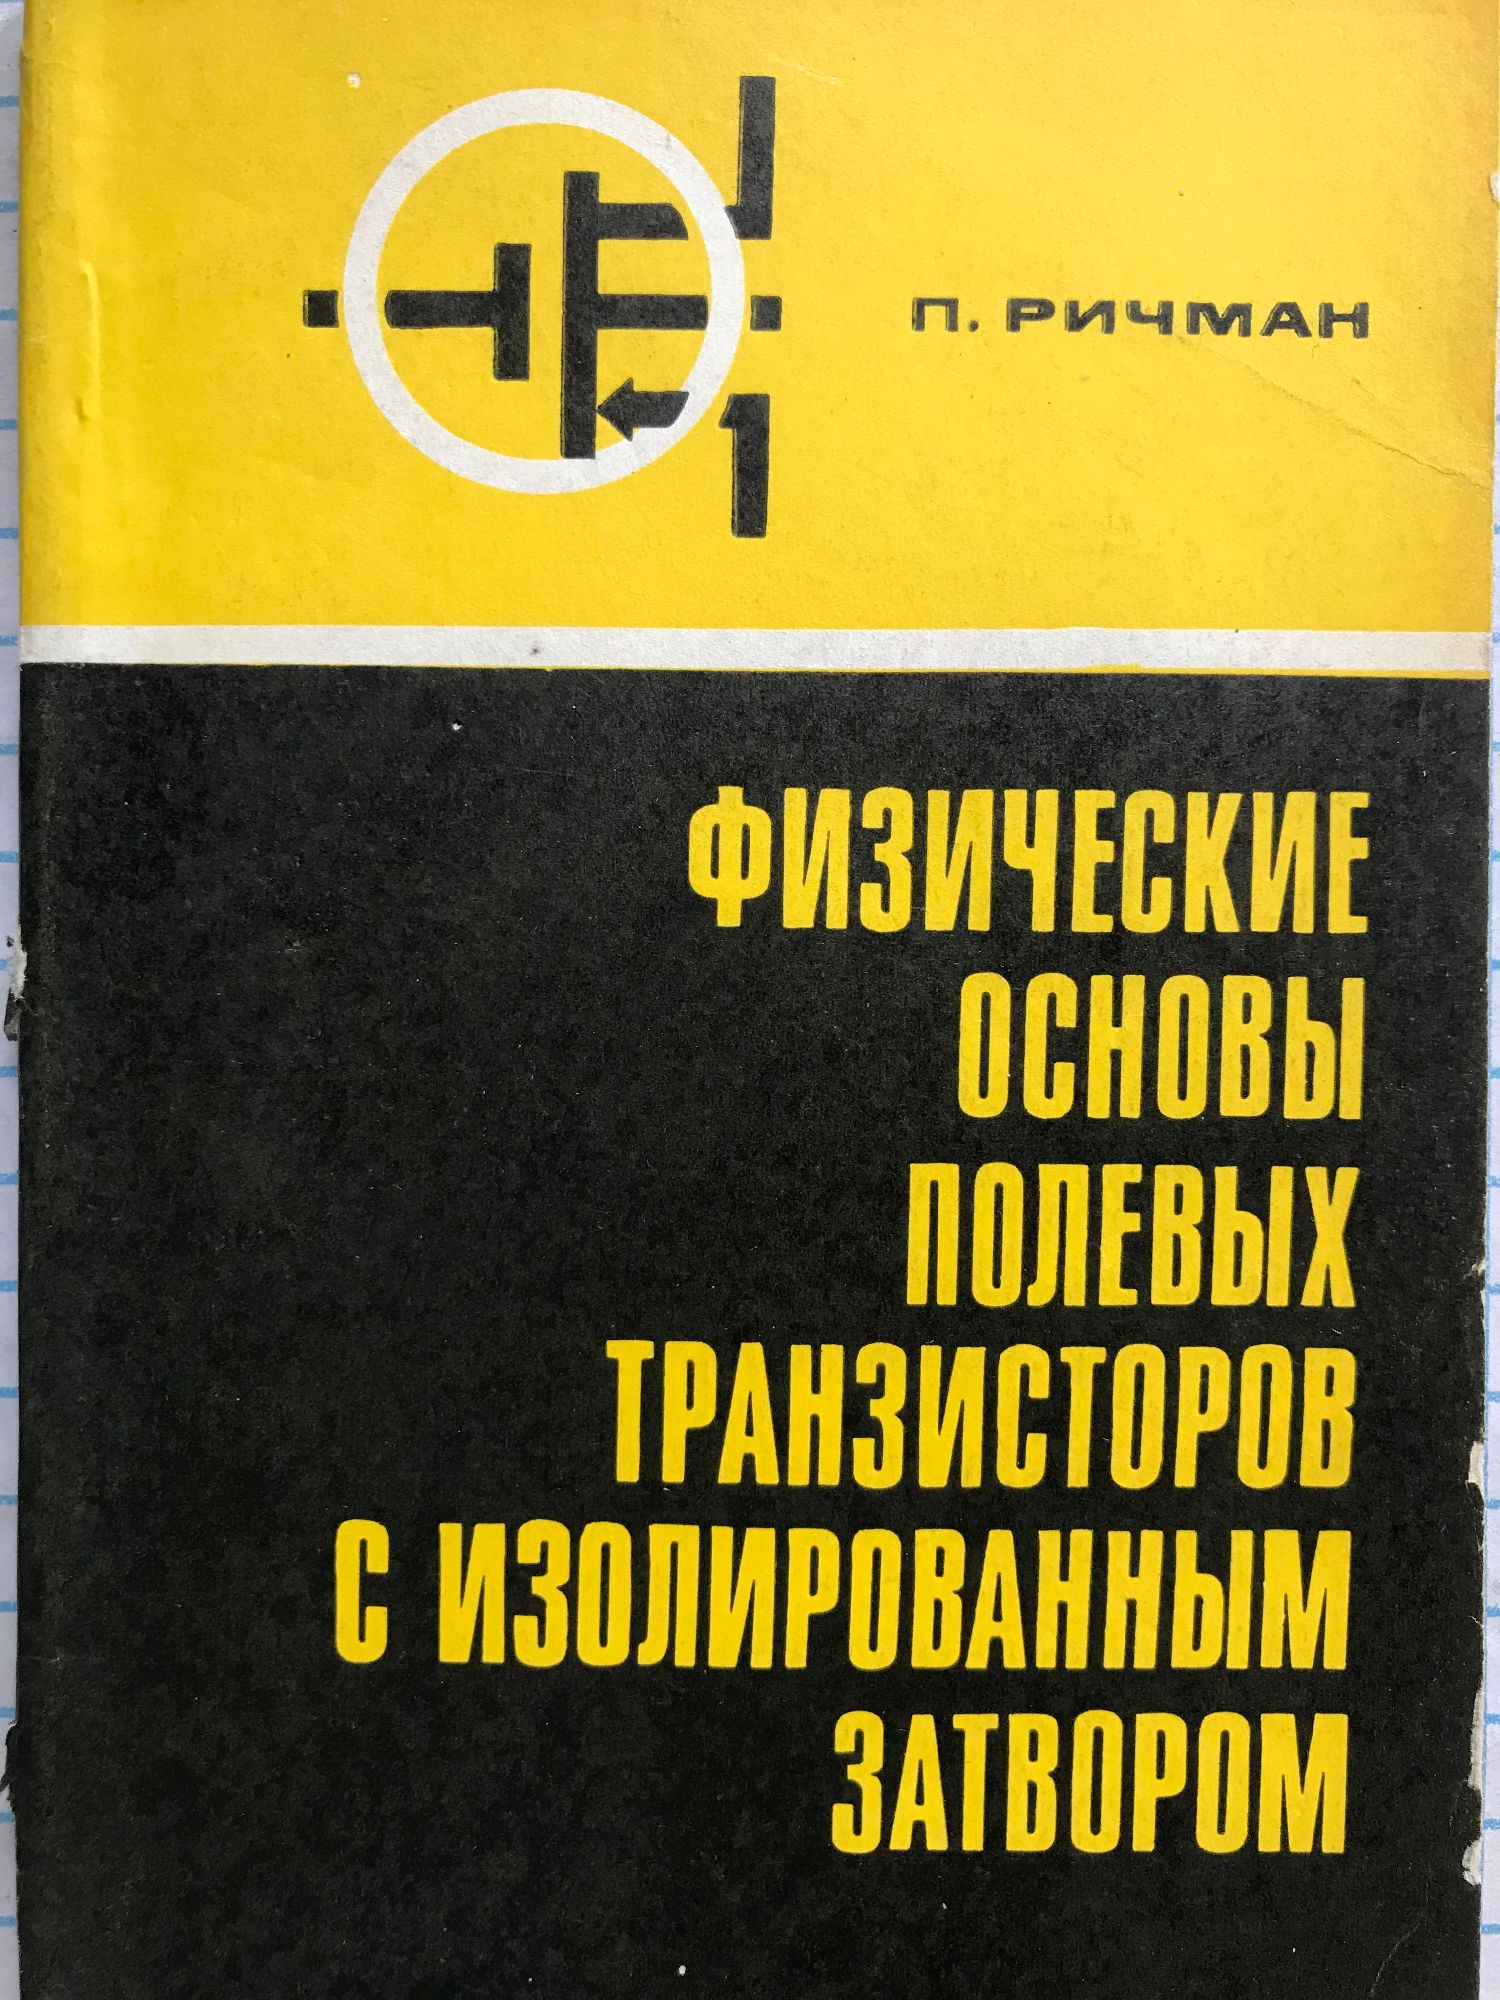 П. РИЧМАН
ФИЗИЧЕСКИЕ
ОСНОВЫ
ПОЛЕВЫХ
ТРАНЗИСТОРОВ
С ИЗОЛИРОВАННЫМ
ЗАТВОРОМ